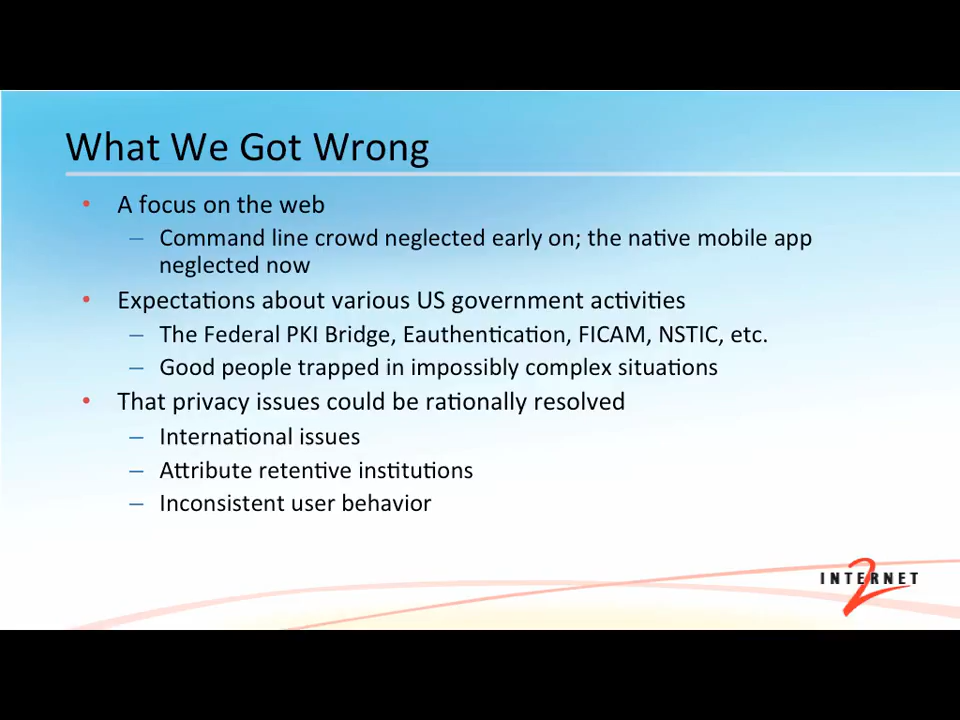 What We Got Wrong
• A focus on the web
– Command line crowd neglected early on; the native mobile app
neglected now
• Expectations about various US government activities
– The Federal PKI Bridge, Eauthentication, FICAM, NSTIC, etc.
– Good people trapped in impossibly complex situations
• That privacy issues could be rationally resolved
– International issues
– Attribute retentive institutions
– Inconsistent user behavior
INTERNET
2